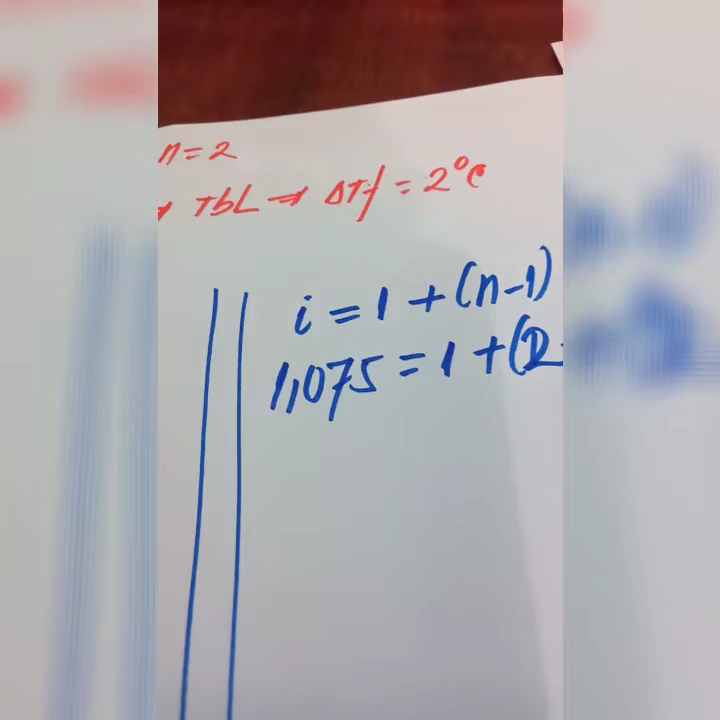 n = 2
→ TbL ⇒ ΔTf = 2°C
i = 1 + (n-1)
1,075 = 1 + (2-